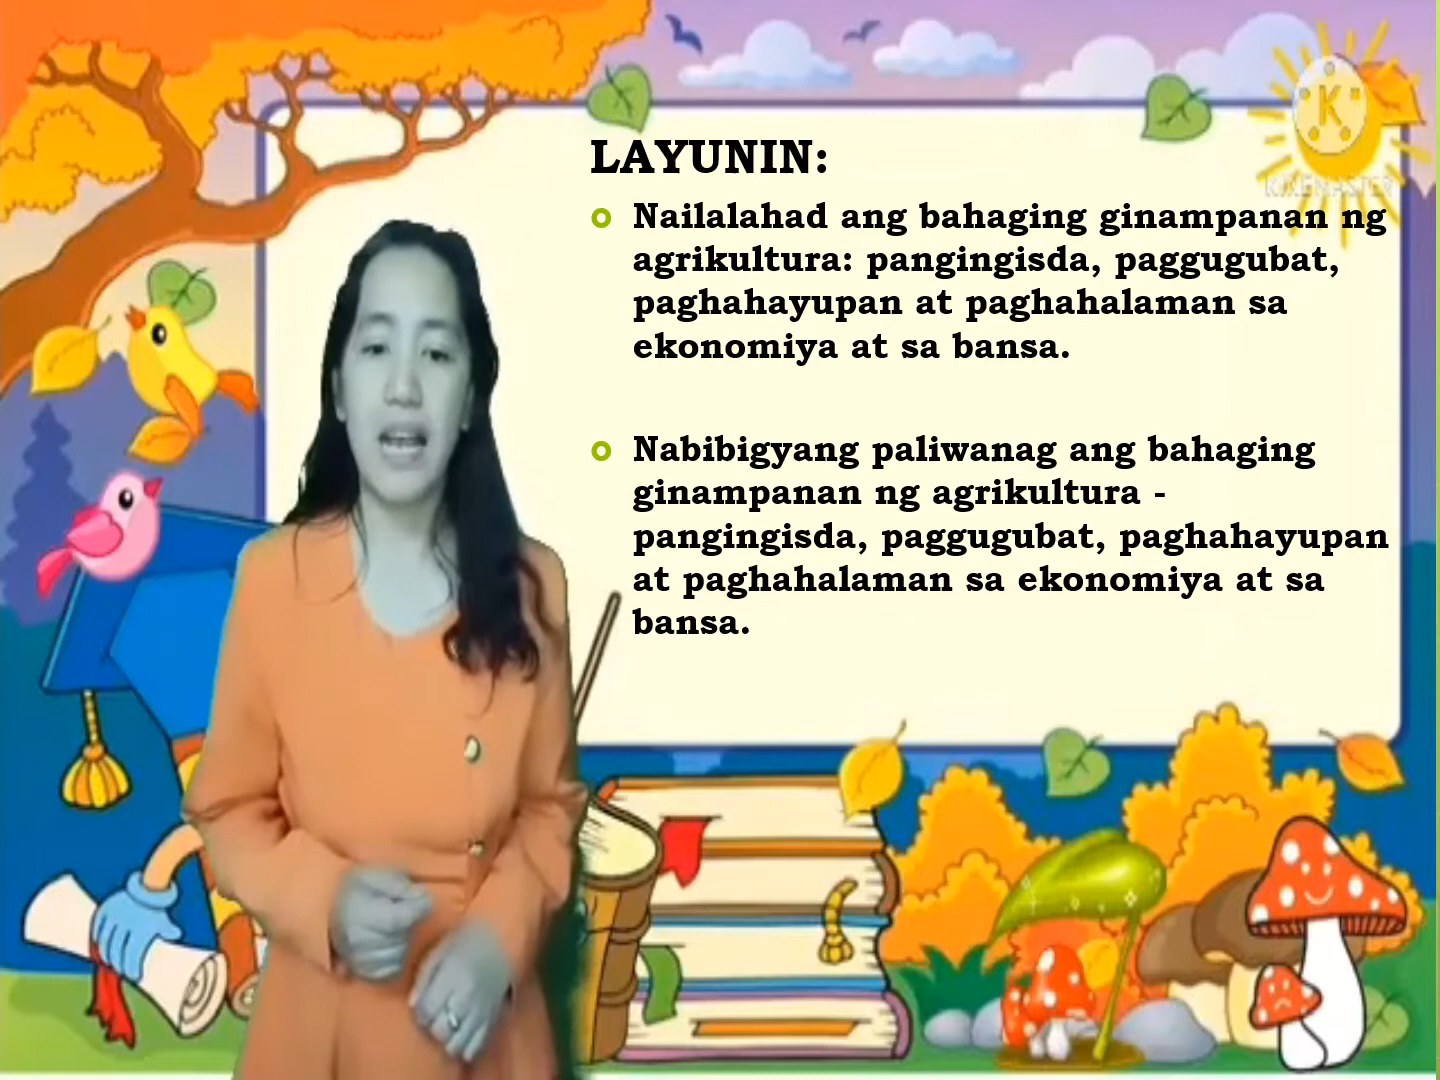 LAYUNIN:
Nailalahad ang bahaging ginampanan ng
agrikultura: pangingisda, paggugubat,
paghahayupan at paghahalaman sa
ekonomiya at sa bansa.
Nabibigyang paliwanag ang bahaging
ginampanan ng agrikultura -
pangingisda, paggugubat, paghahayupan
at paghahalaman sa ekonomiya at sa
bansa.
K
KINEMASTER